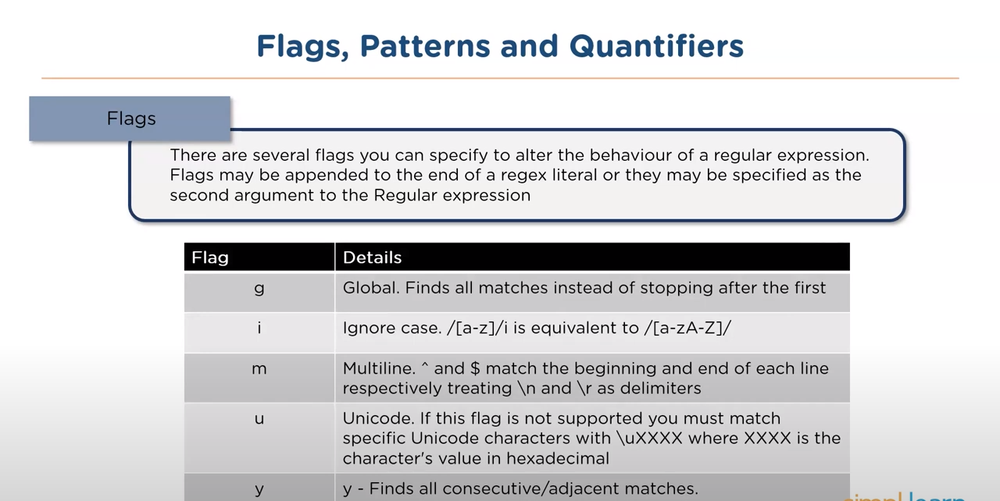 Flags, Patterns and Quantifiers
Flags
There are several flags you can specify to alter the behaviour of a regular expression.
Flags may be appended to the end of a regex literal or they may be specified as the
second argument to the Regular expression
Flag Details
g Global. Finds all matches instead of stopping after the first
i Ignore case. /[a-z]/i is equivalent to /[a-zA-Z]/
m Multiline. ^ and $ match the beginning and end of each line
respectively treating \n and \r as delimiters
u Unicode. If this flag is not supported you must match
specific Unicode characters with \uXXXX where XXXX is the
character's value in hexadecimal
y y - Finds all consecutive/adjacent matches.